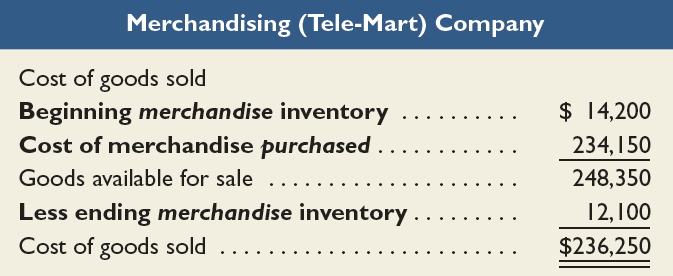 Merchandising (Tele-Mart) Company
Cost of goods sold
Beginning merchandise inventory .......... $ 14,200
Cost of merchandise purchased ............ 234,150
Goods available for sale ...................... 248,350
Less ending merchandise inventory ......... 12,100
Cost of goods sold .......................... $236,250